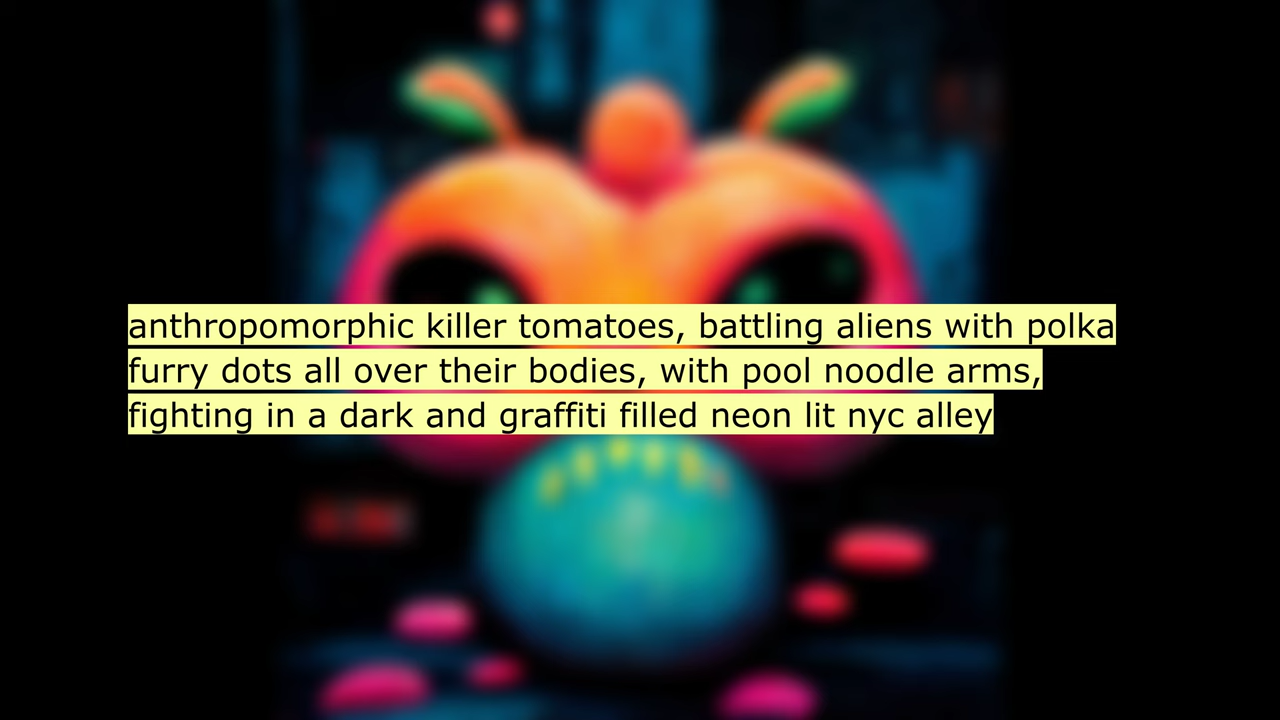 anthropomorphic killer tomatoes, battling aliens with polka
furry dots all over their bodies, with pool noodle arms,
fighting in a dark and graffiti filled neon lit nyc alley